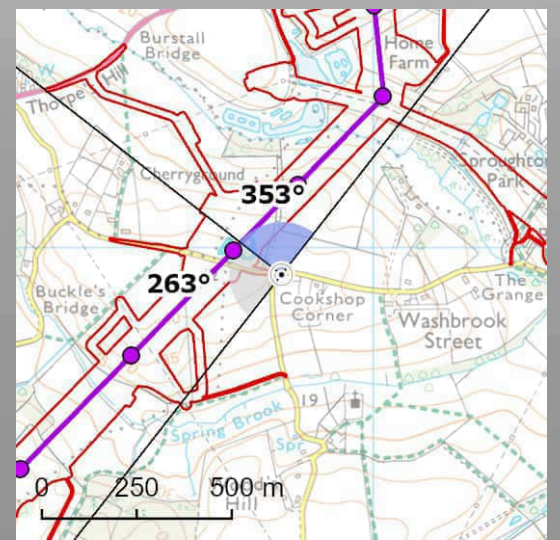 Burstall
Bridge
Home
Farm
W
Thorpe Hill
Cherryground
Sproughton
Park
353°
263°
Buckle's
Bridge
Cookshop
Corner
The
Grange
Washbrook
Street
19
Spring Brook
Spr
Hill
0 250 500 m